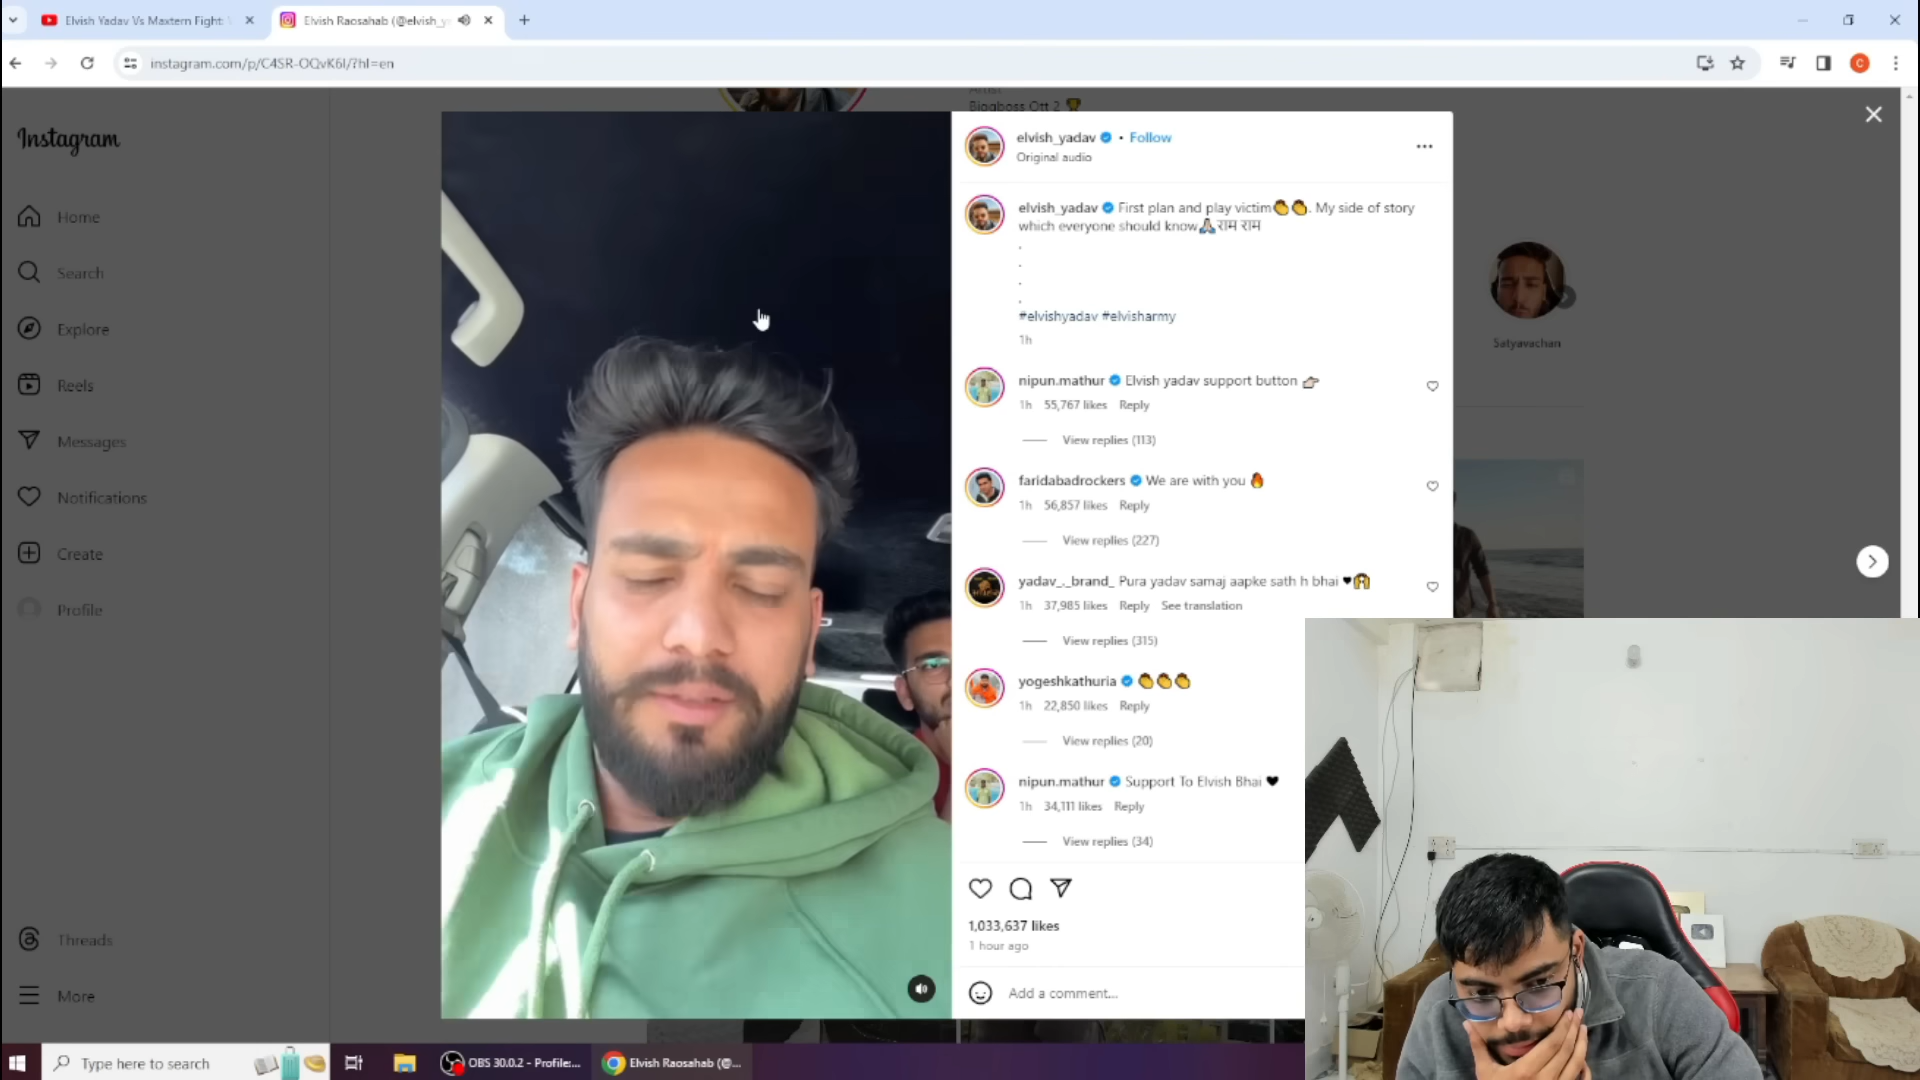 Elvish Yadav Vs Maxtern Fight:
Elvish Raosahab (@elvish_y
instagram.com/p/C4SR-OQvK6I/?hl=en
C
Artist
Biggboss Ott 2 🏆
Instagram
Home
Search
Explore
Reels
Messages
Notifications
Create
Profile
Threads
More
elvish_yadav • Follow
Original audio
elvish_yadav First plan and play victim👏👏. My side of story
which everyone should know🙏🏻राम राम
.
.
.
.
#elvishyadav #elvisharmy
1h
nipun.mathur Elvish yadav support button 👉🏻
1h 55,767 likes Reply
View replies (113)
faridabadrockers We are with you 🔥
1h 56,857 likes Reply
View replies (227)
yadav_._brand_ Pura yadav samaj aapke sath h bhai ♥🙌
1h 37,985 likes Reply See translation
View replies (315)
yogeshkathuria 👏👏👏
1h 22,850 likes Reply
View replies (20)
nipun.mathur Support To Elvish Bhai ♥
1h 34,111 likes Reply
View replies (34)
1,033,637 likes
1 hour ago
Add a comment...
Satyavachan
Type here to search
OBS 30.0.2 - Profile:...
Elvish Raosahab (@...